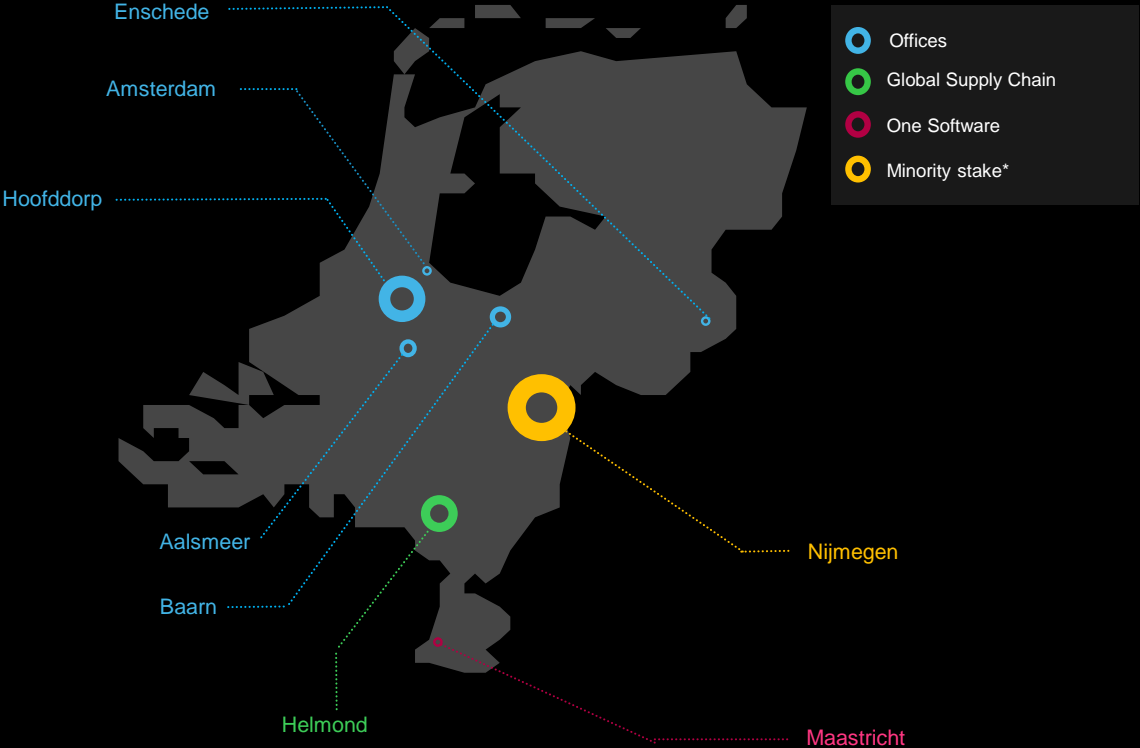 Enschede
Amsterdam
Hoofddorp
Offices
Global Supply Chain
One Software
Minority stake*
Aalsmeer
Baarn
Nijmegen
Helmond
Maastricht